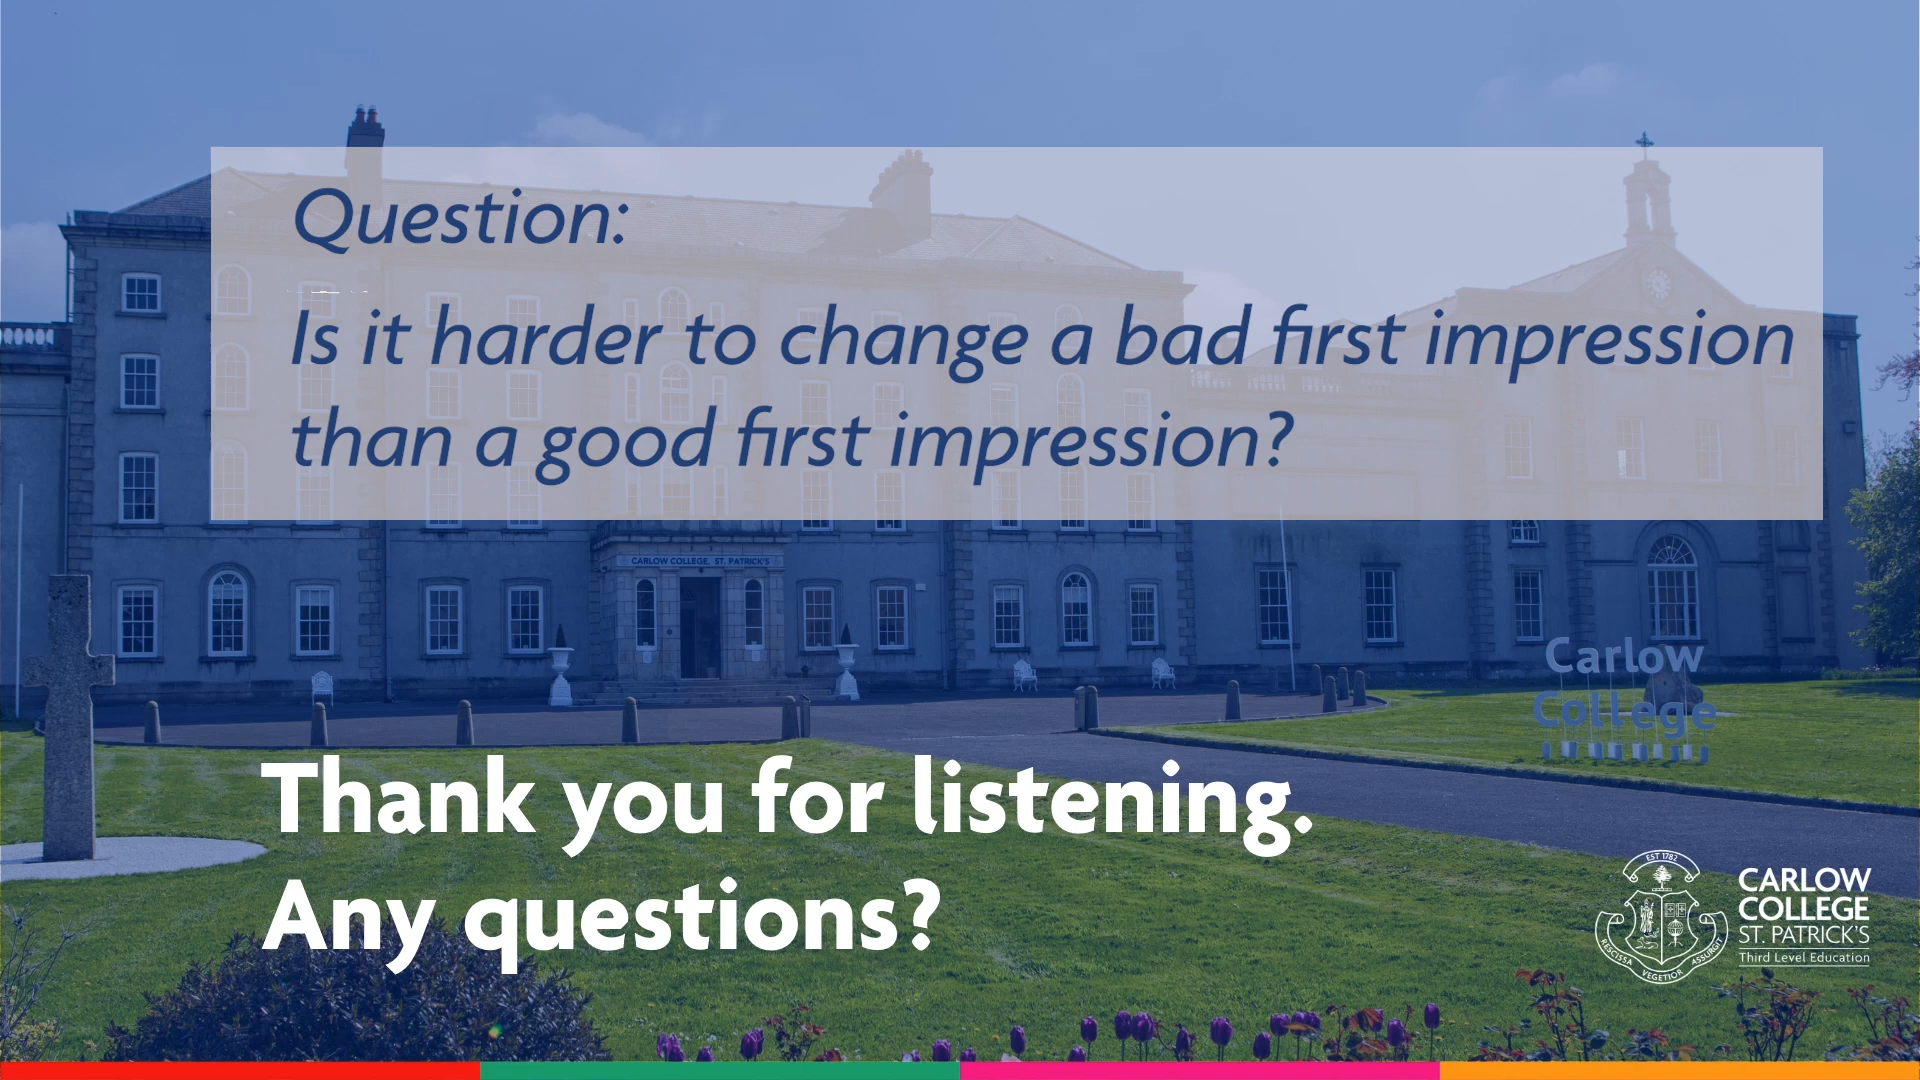 Question:
Is it harder to change a bad first impression
than a good first impression?
CARLOW COLLEGE, ST. PATRICK'S
Carlow
College
Thank you for listening.
Any questions?
EST 1782
RESCISSA VEGETIOR ASSURGIT
CARLOW
COLLEGE
ST. PATRICK'S
Third Level Education